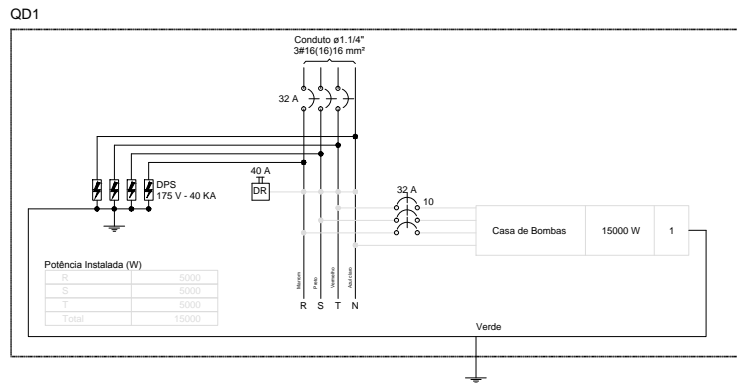 QD1
Conduto ø1.1/4"
3#16(16)16 mm²
32 A
DPS
175 V - 40 KA
40 A
DR
32 A
10
Casa de Bombas 15000 W 1
Potência Instalada (W)
R 5000
S 5000
T 5000
Total 15000
Marrom
Preto
Vermelho
Azul claro
R S T N
Verde